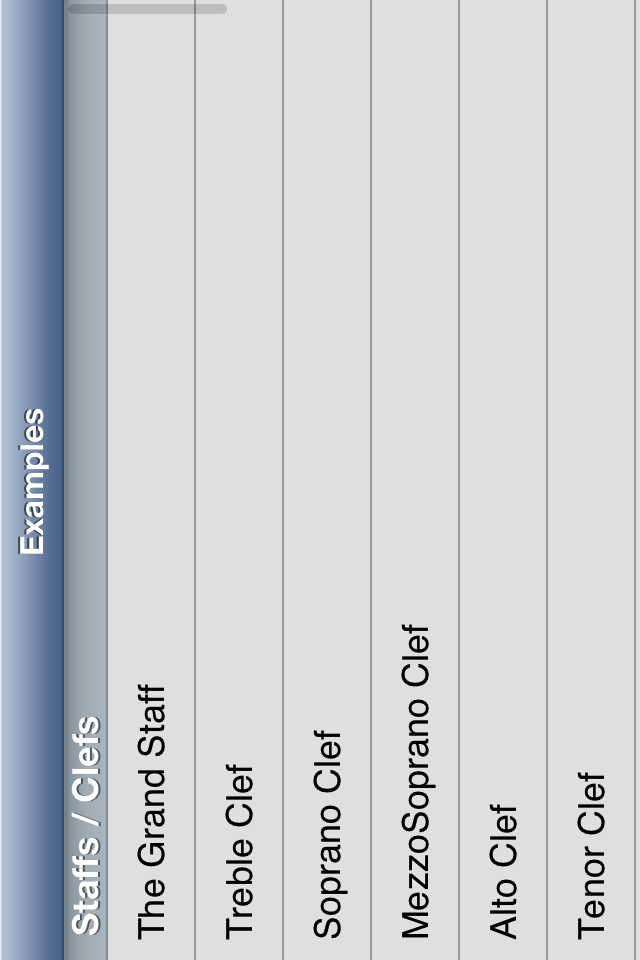 Examples
Staffs / Clefs
The Grand Staff
Treble Clef
Soprano Clef
MezzoSoprano Clef
Alto Clef
Tenor Clef